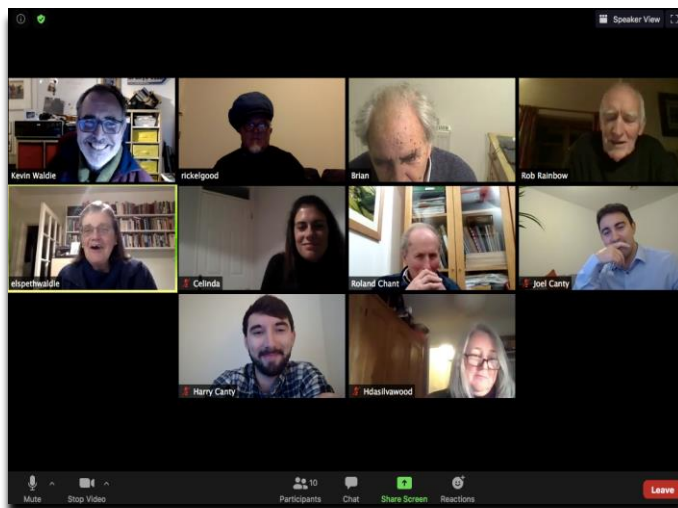 Speaker View
Kevin Waldie
rickelgood
Brian
Rob Rainbow
elspethwaldie
Celinda
Roland Chant
Joel Canty
Harry Canty
Hdasilvawood
10
Mute
Stop Video
Participants
Chat
Share Screen
Reactions
Leave